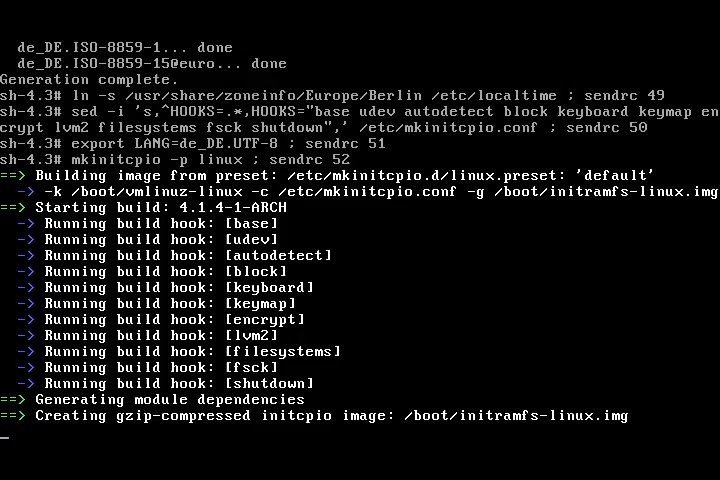 de_DE.ISO-8859-1... done
de_DE.ISO-8859-15@euro... done
Generation complete.
sh-4.3# ln -s /usr/share/zoneinfo/Europe/Berlin /etc/localtime ; sendrc 49
sh-4.3# sed -i 's,^HOOKS=.*,HOOKS="base udev autodetect block keyboard keymap en
crypt lvm2 filesystems fsck shutdown",' /etc/mkinitcpio.conf ; sendrc 50
sh-4.3# export LANG=de_DE.UTF-8 ; sendrc 51
sh-4.3# mkinitcpio -p linux ; sendrc 52
==> Building image from preset: /etc/mkinitcpio.d/linux.preset: 'default'
-> -k /boot/vmlinuz-linux -c /etc/mkinitcpio.conf -g /boot/initramfs-linux.img
==> Starting build: 4.1.4-1-ARCH
-> Running build hook: [base]
-> Running build hook: [udev]
-> Running build hook: [autodetect]
-> Running build hook: [block]
-> Running build hook: [keyboard]
-> Running build hook: [keymap]
-> Running build hook: [encrypt]
-> Running build hook: [lvm2]
-> Running build hook: [filesystems]
-> Running build hook: [fsck]
-> Running build hook: [shutdown]
==> Generating module dependencies
==> Creating gzip-compressed initcpio image: /boot/initramfs-linux.img